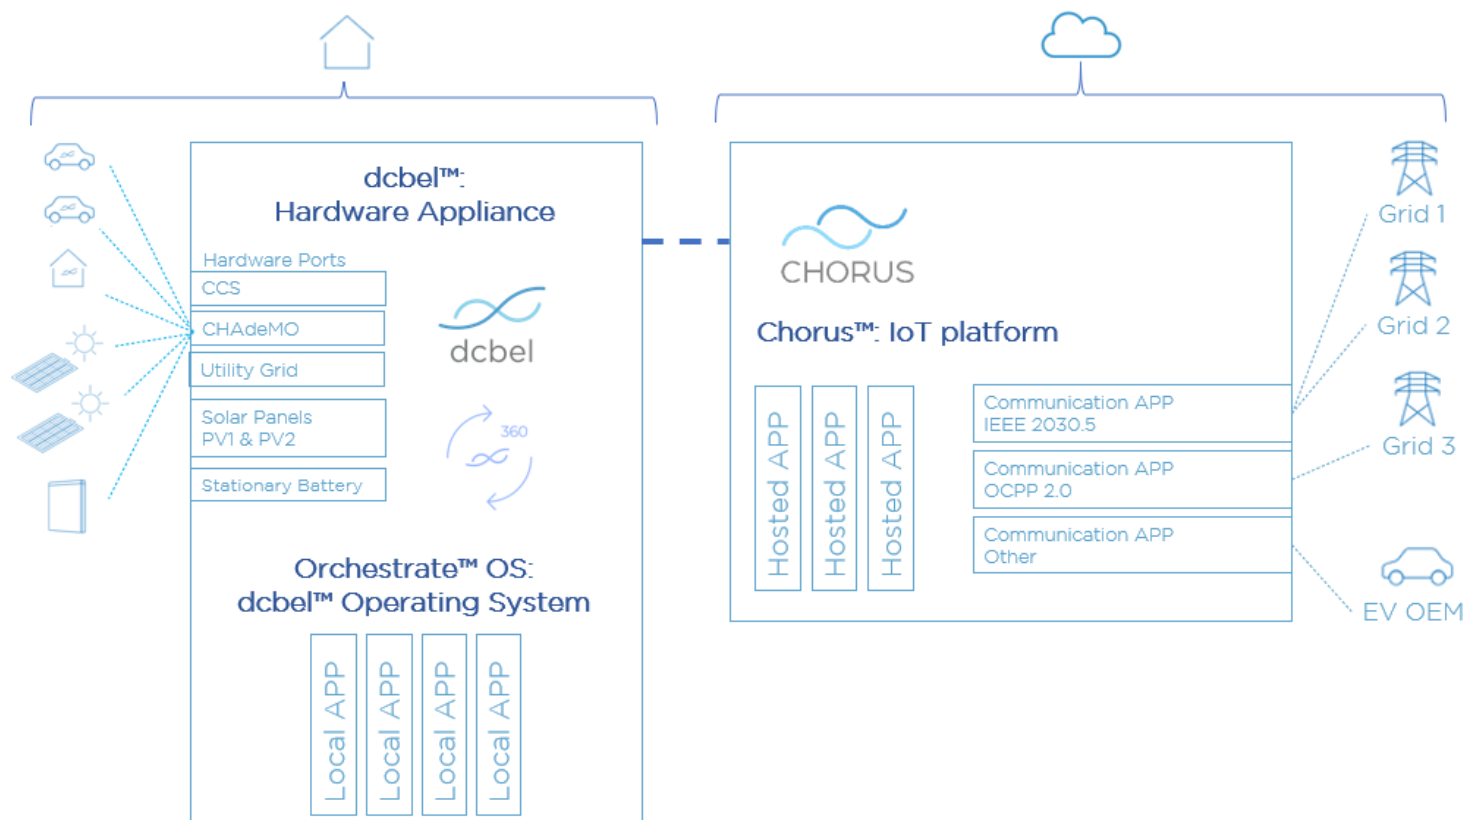 dcbel™:
Hardware Appliance
Hardware Ports
CCS
CHAdeMO
Utility Grid
Solar Panels
PV1 & PV2
Stationary Battery
dcbel
360
Orchestrate™ OS:
dcbel™ Operating System
Local APP
Local APP
Local APP
Local APP
CHORUS
Chorus™: IoT platform
Hosted APP
Hosted APP
Hosted APP
Communication APP
IEEE 2030.5
Communication APP
OCPP 2.0
Communication APP
Other
Grid 1
Grid 2
Grid 3
EV OEM